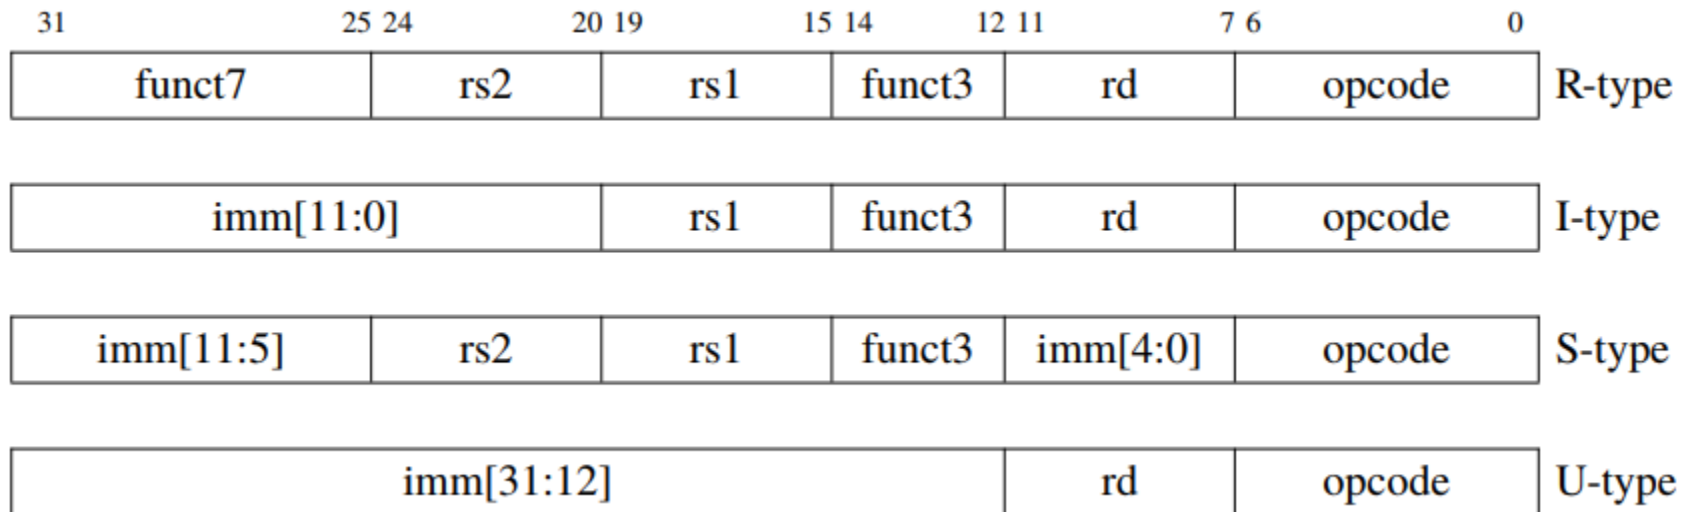 31 25 24 20 19 15 14 12 11 7 6 0
funct7 rs2 rs1 funct3 rd opcode R-type
imm[11:0] rs1 funct3 rd opcode I-type
imm[11:5] rs2 rs1 funct3 imm[4:0] opcode S-type
imm[31:12] rd opcode U-type